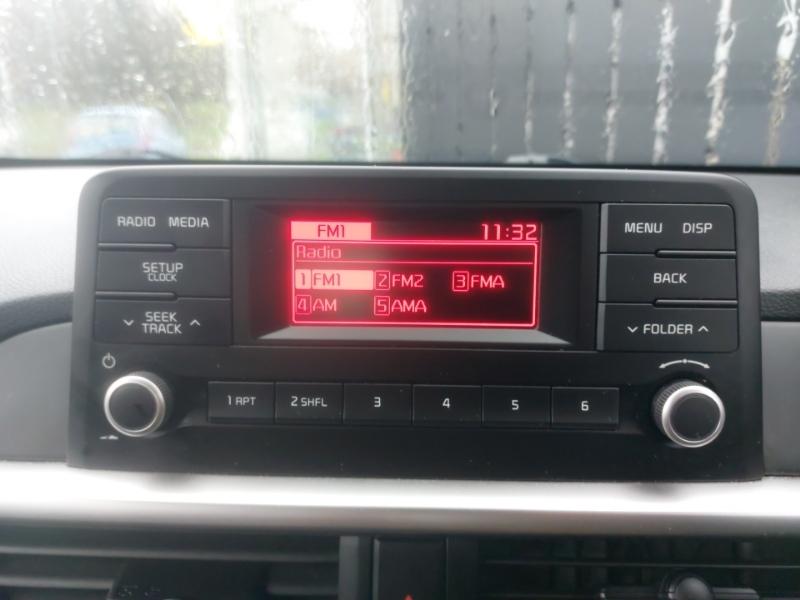 RADIO MEDIA
SETUP
CLOCK
SEEK
TRACK
FM1 11:32
Radio
1 FM1 2 FM2 3 FMA
4 AM 5 AMA
MENU DISP
BACK
FOLDER
1 RPT 2 SHFL 3 4 5 6